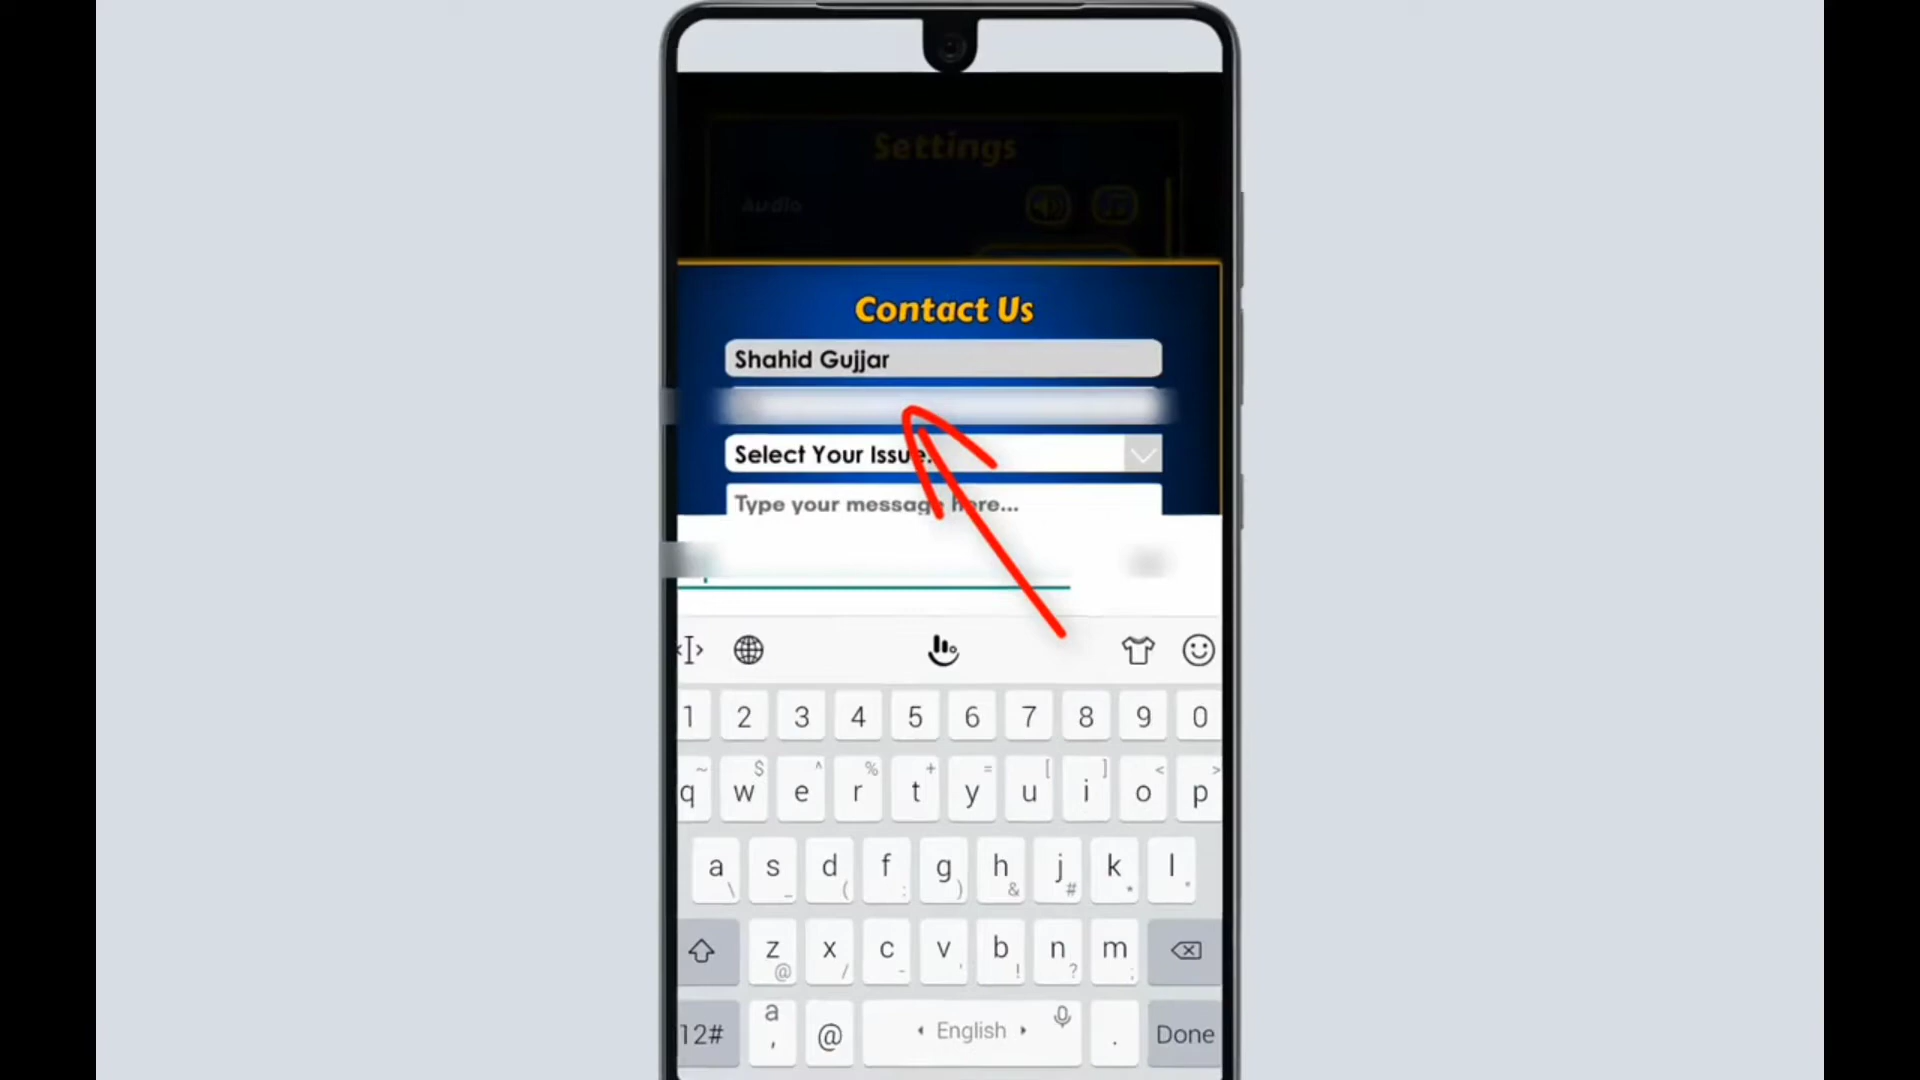 Settings
Audio
Contact Us
Shahid Gujjar
Select Your Issue.
Type your message here...
1 2 3 4 5 6 7 8 9 0
~ $ ^ % + = [ ] < >
q w e r t y u i o p
a s d f g h j k l
\ _ ( : ) & # * "
z x c v b n m
@ / - ' ! ? ;
12# a , @ English . Done